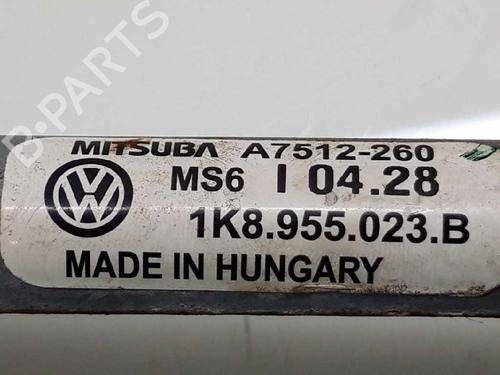 B-PARTS
MITSUBA A7512-260
MS6 I 04.28
1K8.955.023.B
MADE IN HUNGARY